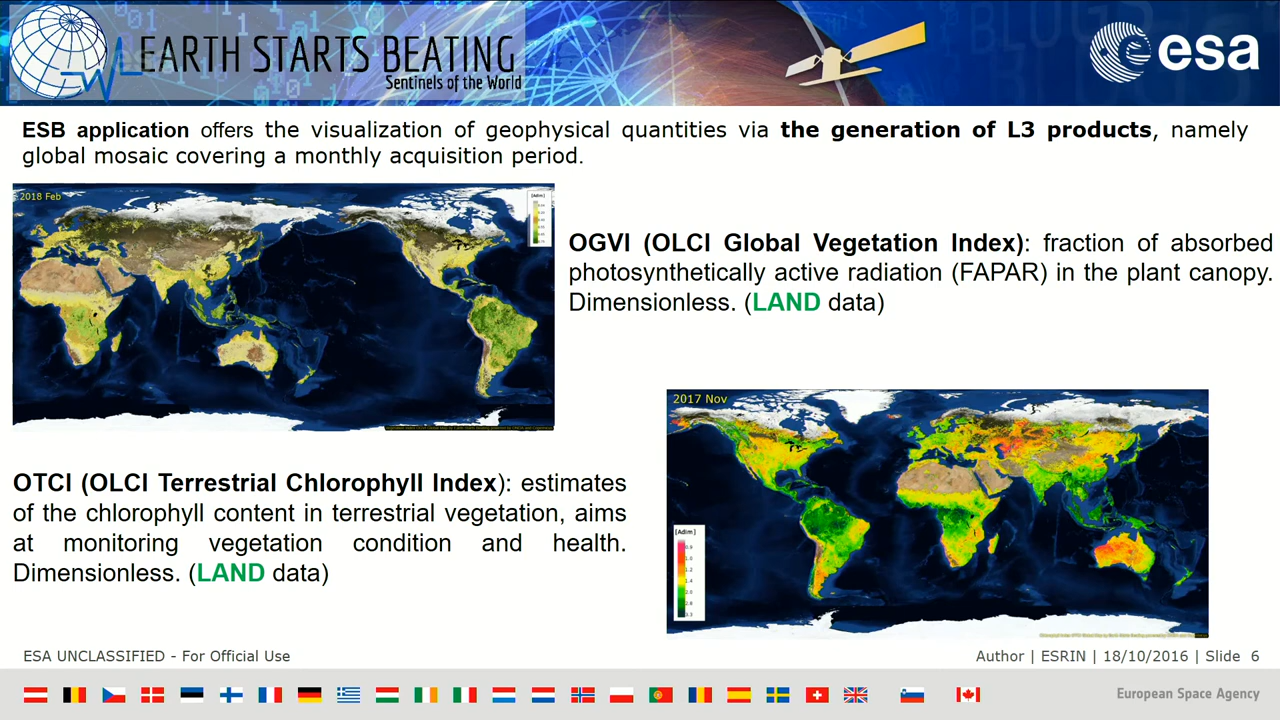 EARTH STARTS BEATING
Sentinels of the World
esa
ESB application offers the visualization of geophysical quantities via the generation of L3 products, namely
global mosaic covering a monthly acquisition period.
2018 Feb
[Adim]
OGVI (OLCI Global Vegetation Index): fraction of absorbed
photosynthetically active radiation (FAPAR) in the plant canopy.
Dimensionless. (LAND data)
2017 Nov
[Adim]
OTCI (OLCI Terrestrial Chlorophyll Index): estimates
of the chlorophyll content in terrestrial vegetation, aims
at monitoring vegetation condition and health.
Dimensionless. (LAND data)
ESA UNCLASSIFIED - For Official Use
Author | ESRIN | 18/10/2016 | Slide 6
European Space Agency